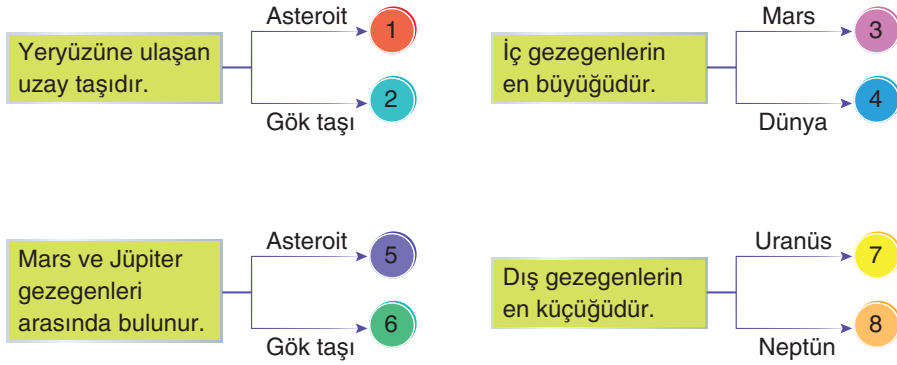 Yeryüzüne ulaşan
uzay taşıdır.
Asteroit
1
2
Gök taşı
İç gezegenlerin
en büyüğüdür.
Mars
3
4
Dünya
Mars ve Jüpiter
gezegenleri
arasında bulunur.
Asteroit
5
6
Gök taşı
Dış gezegenlerin
en küçüğüdür.
Uranüs
7
8
Neptün